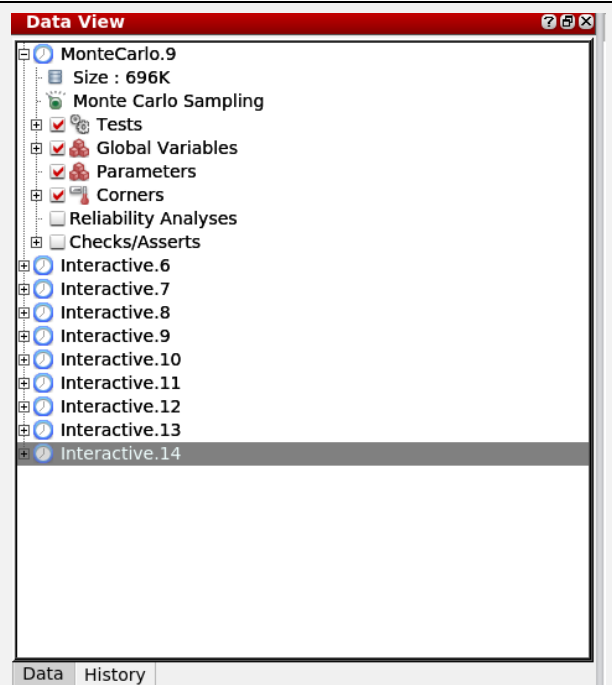 Data View
MonteCarlo.9
Size : 696K
Monte Carlo Sampling
Tests
Global Variables
Parameters
Corners
Reliability Analyses
Checks/Asserts
Interactive.6
Interactive.7
Interactive.8
Interactive.9
Interactive.10
Interactive.11
Interactive.12
Interactive.13
Interactive.14
Data History